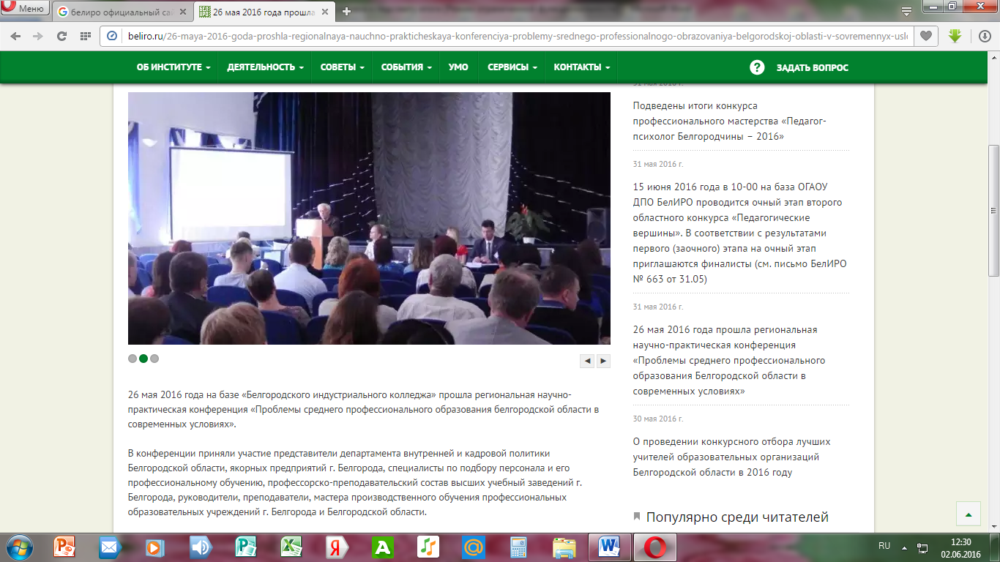 Меню
белиро официальный сай
26 мая 2016 года прошла
beliro.ru/26-maya-2016-goda-proshla-regionalnaya-nauchno-prakticheskaya-konferenciya-problemy-srednego-professionalnogo-obrazovaniya-belgorodskoj-oblasti-v-sovremennyx-uslo
ОБ ИНСТИТУТЕ ДЕЯТЕЛЬНОСТЬ СОВЕТЫ СОБЫТИЯ УМО СЕРВИСЫ КОНТАКТЫ ? ЗАДАТЬ ВОПРОС
26 мая 2016 года на базе «Белгородского индустриального колледжа» прошла региональная научно-
практическая конференция «Проблемы среднего профессионального образования белгородской области в
современных условиях».
В конференции приняли участие представители департамента внутренней и кадровой политики
Белгородской области, якорных предприятий г. Белгорода, специалисты по подбору персонала и его
профессиональному обучению, профессорско-преподавательский состав высших учебный заведений г.
Белгорода, руководители, преподаватели, мастера производственного обучения профессиональных
образовательных учреждений г. Белгорода и Белгородской области.
31 мая 2016 г.
Подведены итоги конкурса
профессионального мастерства «Педагог-
психолог Белгородчины – 2016»
31 мая 2016 г.
15 июня 2016 года в 10-00 на база ОГАОУ
ДПО БелИРО проводится очный этап второго
областного конкурса «Педагогические
вершины». В соответствии с результатами
первого (заочного) этапа на очный этап
приглашаются финалисты (см. письмо БелИРО
№ 663 от 31.05)
31 мая 2016 г.
26 мая 2016 года прошла региональная
научно-практическая конференция
«Проблемы среднего профессионального
образования Белгородской области в
современных условиях»
30 мая 2016 г.
О проведении конкурсного отбора лучших
учителей образовательных организаций
Белгородской области в 2016 году
Популярно среди читателей
RU
12:30
02.06.2016